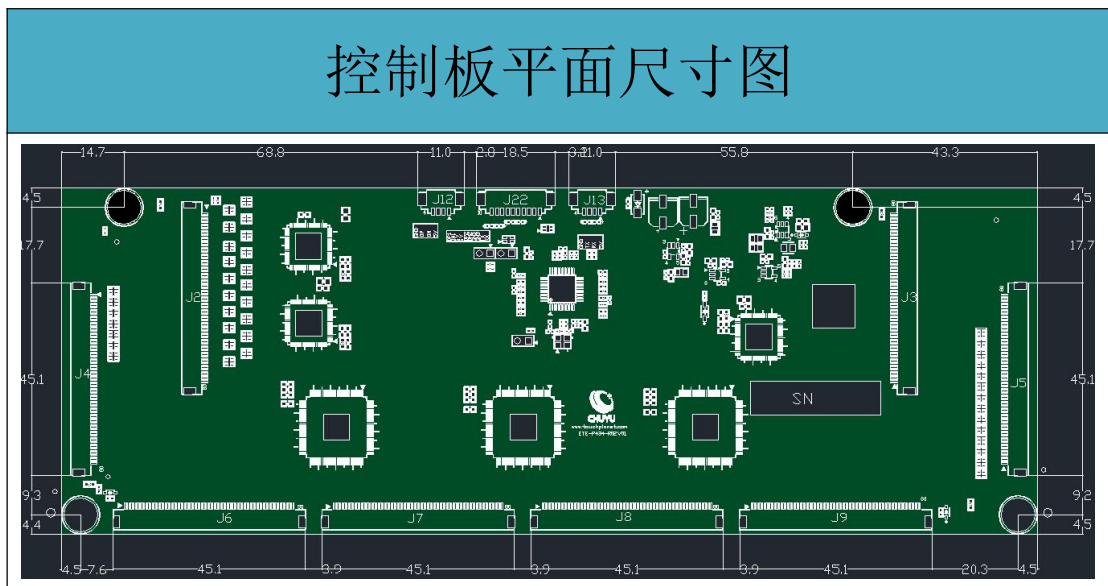 控制板平面尺寸图
14.7 68.8 11.0 2.8 18.5 11.0 55.8 43.3
4.5 4.5
J12 J22 J13
17.7 17.7
J2 J3
J4 J5
45.1 45.1
SN
CHUYU
www.touchplanet.com
9.3 9.2
J6 J7 J8 J9
4.4 4.5
4.5 7.6 45.1 3.9 45.1 3.9 45.1 3.9 45.1 20.3 4.5